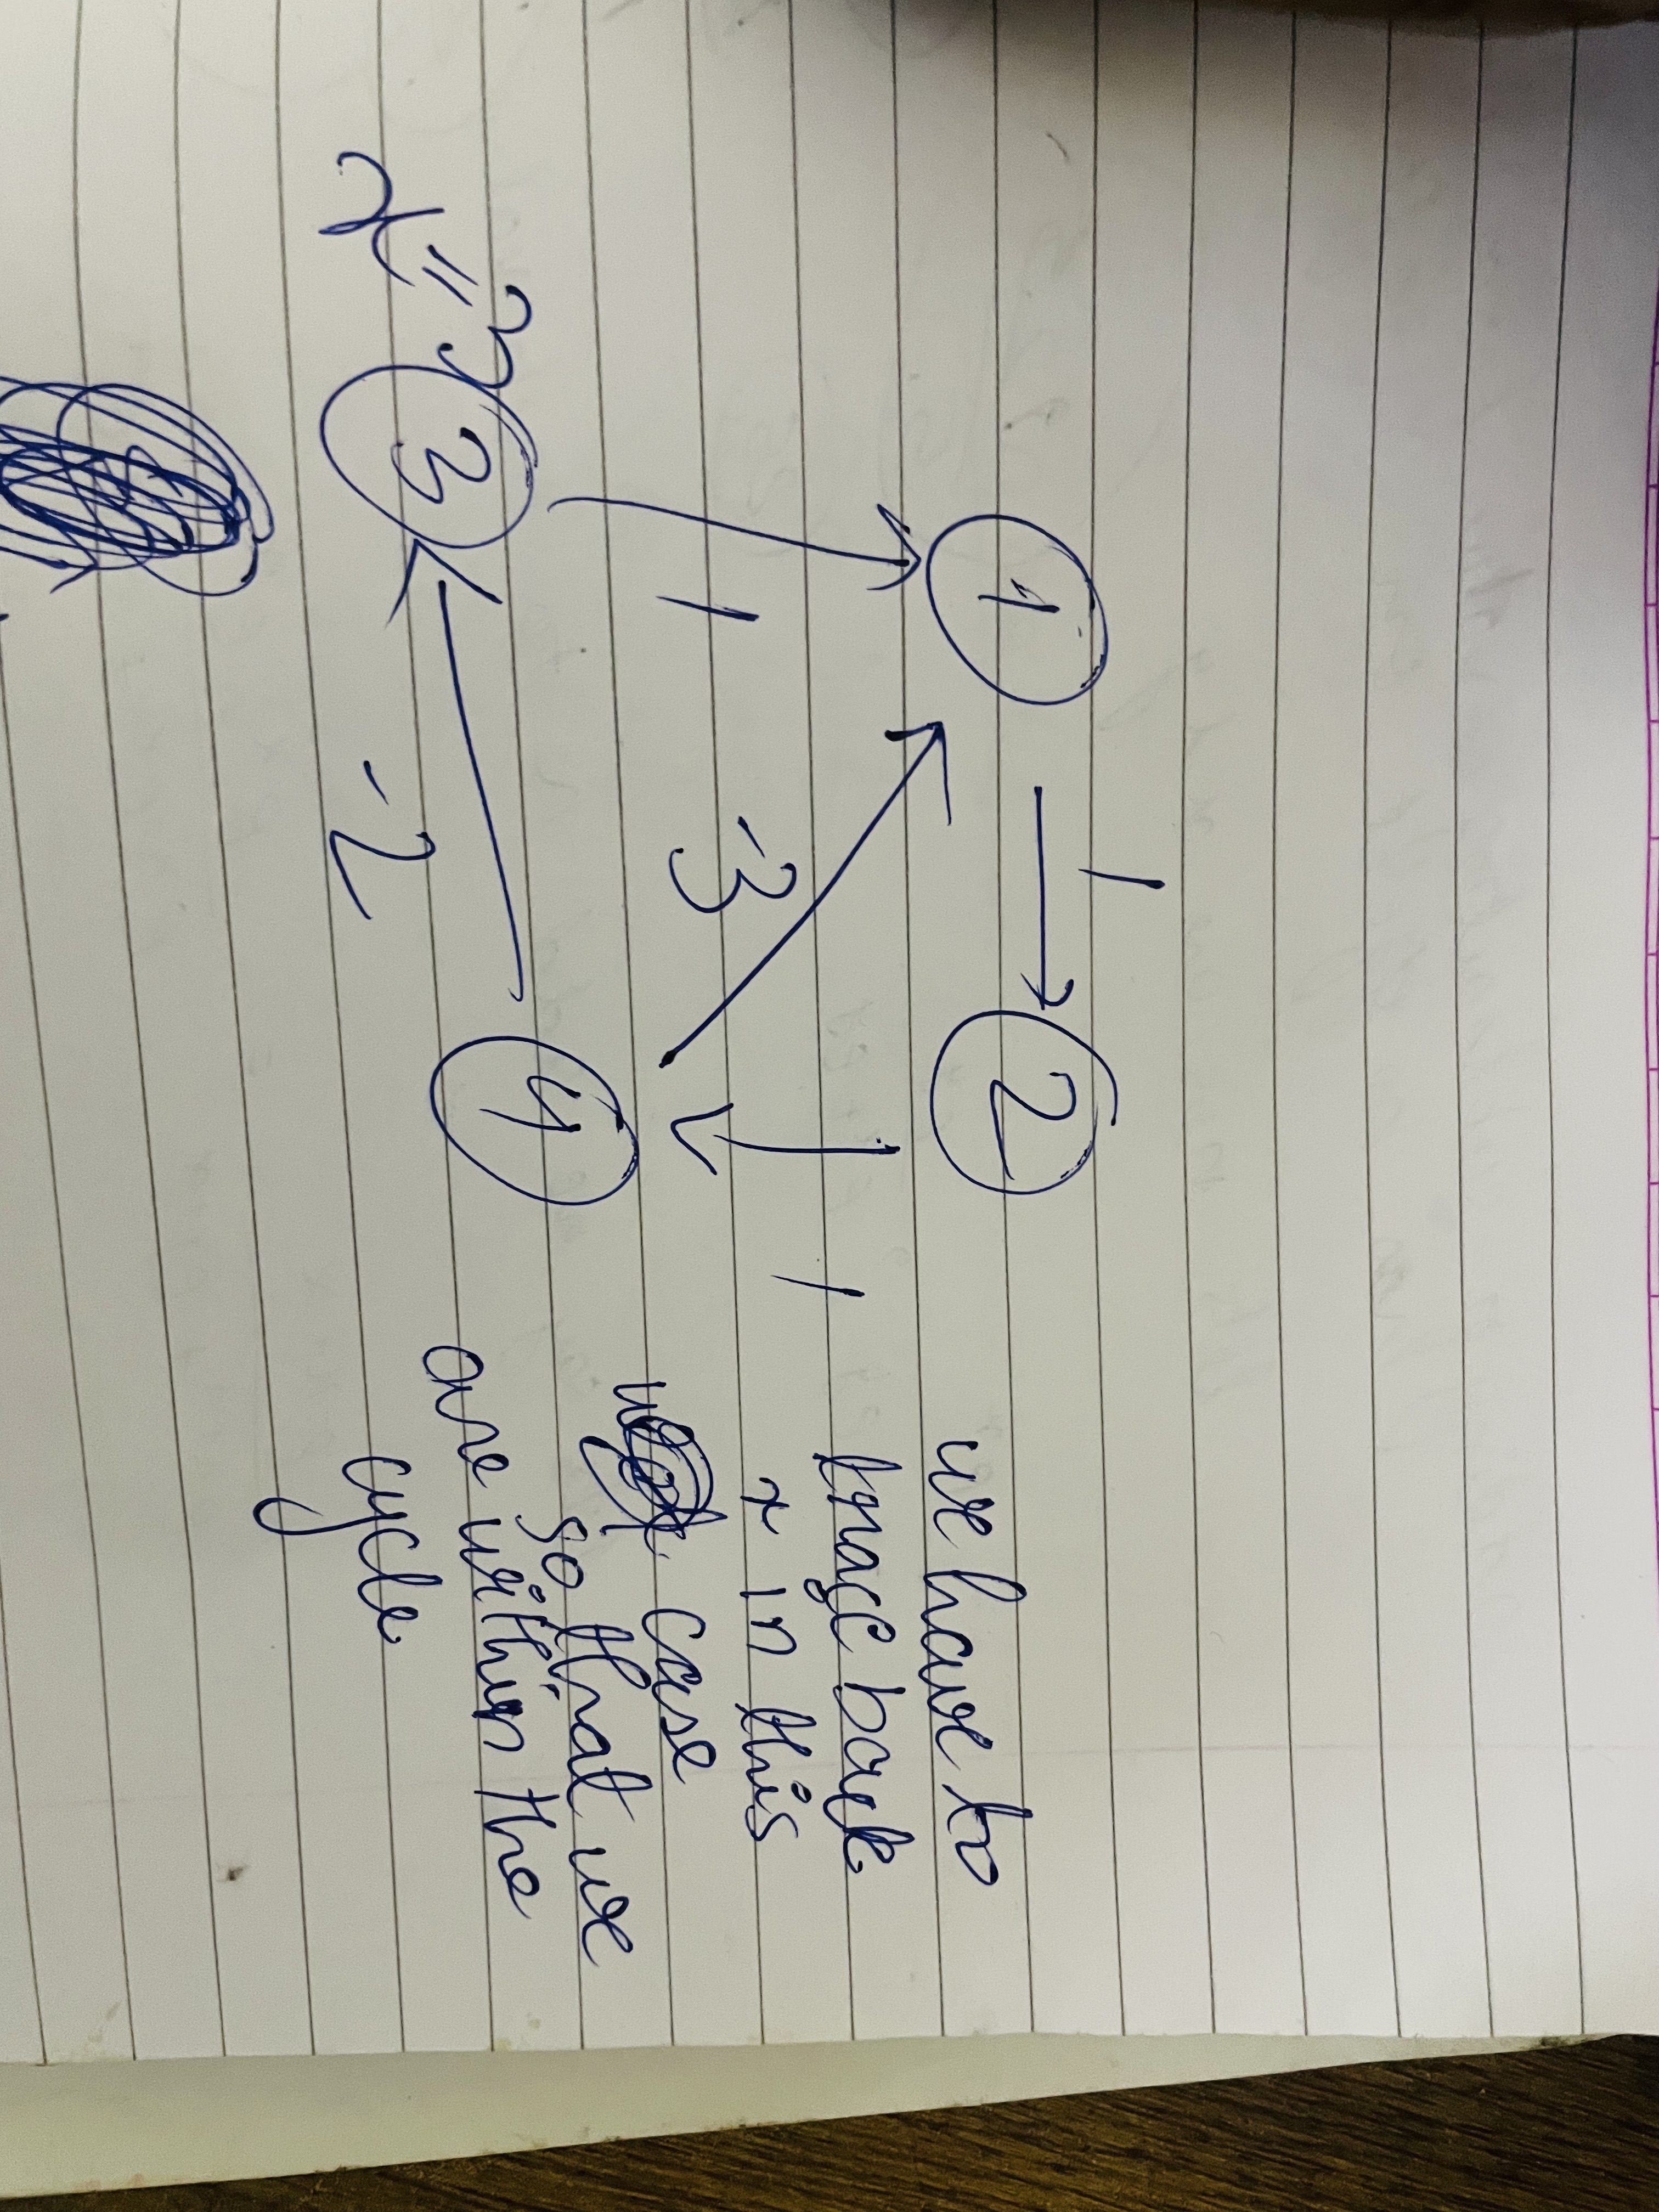 1
1
2
1
-3
1
4
-2
3
x=3
we have to
trace back
x in this
case
so that we
are within the
cycle